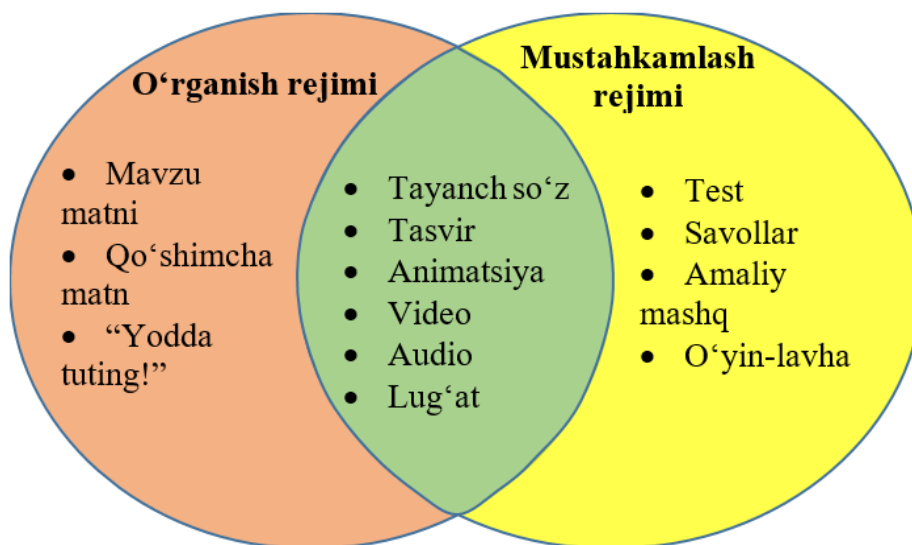 O‘rganish rejimi
• Mavzu
matni
• Qo‘shimcha
matn
• “Yodda
tuting!”
• Tayanch so‘z
• Tasvir
• Animatsiya
• Video
• Audio
• Lug‘at
Mustahkamlash
rejimi
• Test
• Savollar
• Amaliy
mashq
• O‘yin-lavha